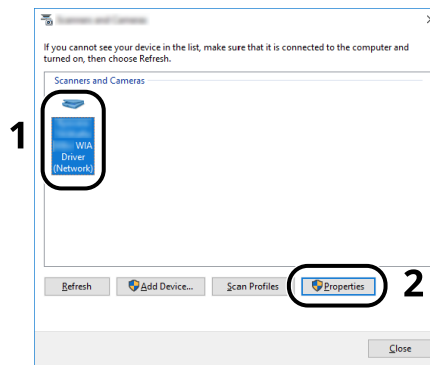 If you cannot see your device in the list, make sure that it is connected to the computer and
turned on, then choose Refresh.
Scanners and Cameras
1
WIA
Driver
(Network)
Refresh
Add Device...
Scan Profiles
Properties
2
Close